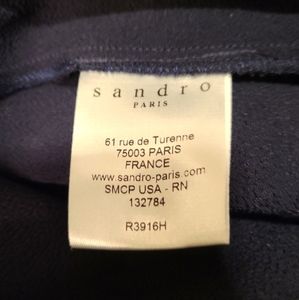 sandro
PARIS
61 rue de Turenne
75003 PARIS
FRANCE
www.sandro-paris.com
SMCP USA - RN
132784
R3916H